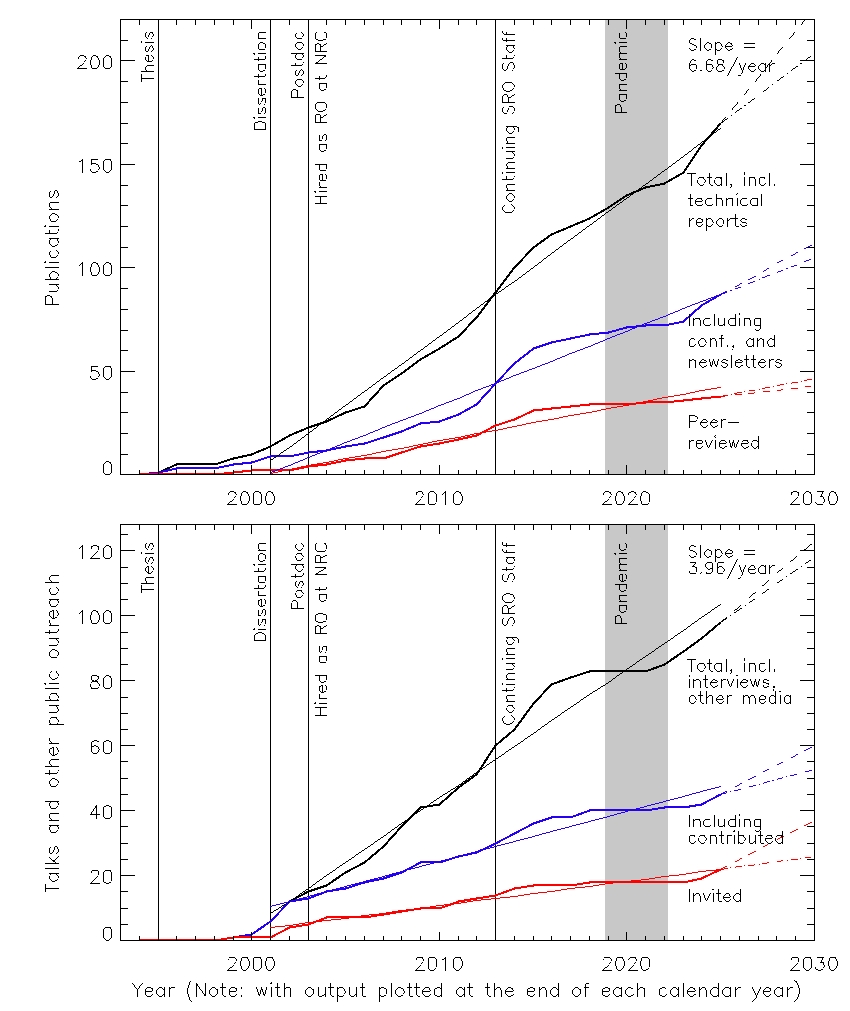 Thesis
Dissertation
Postdoc
Hired as RO at NRC
Continuing SRO Staff
Pandemic
Slope =
6.68/year
Total, incl.
technical
reports
Including
conf., and
newsletters
Peer-
reviewed
Publications
200
150
100
50
0
2000 2010 2020 2030
Thesis
Dissertation
Postdoc
Hired as RO at NRC
Continuing SRO Staff
Pandemic
Slope =
3.96/year
Total, incl.
interviews,
other media
Including
contributed
Invited
Talks and other public outreach
120
100
80
60
40
20
0
2000 2010 2020 2030
Year (Note: with output plotted at the end of each calendar year)